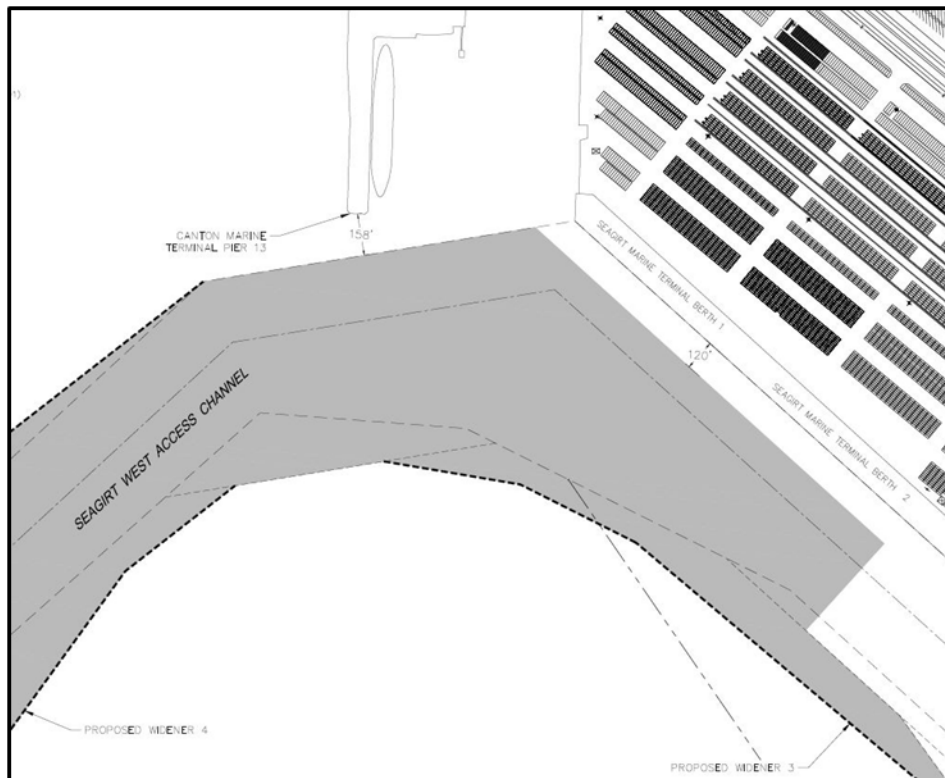 1)
CANTON MARINE
TERMINAL PIER 13
158'
SEAGIRT MARINE TERMINAL BERTH 1
120'
SEAGIRT MARINE TERMINAL BERTH 2
SEAGIRT WEST ACCESS CHANNEL
PROPOSED WIDENER 4
PROPOSED WIDENER 3